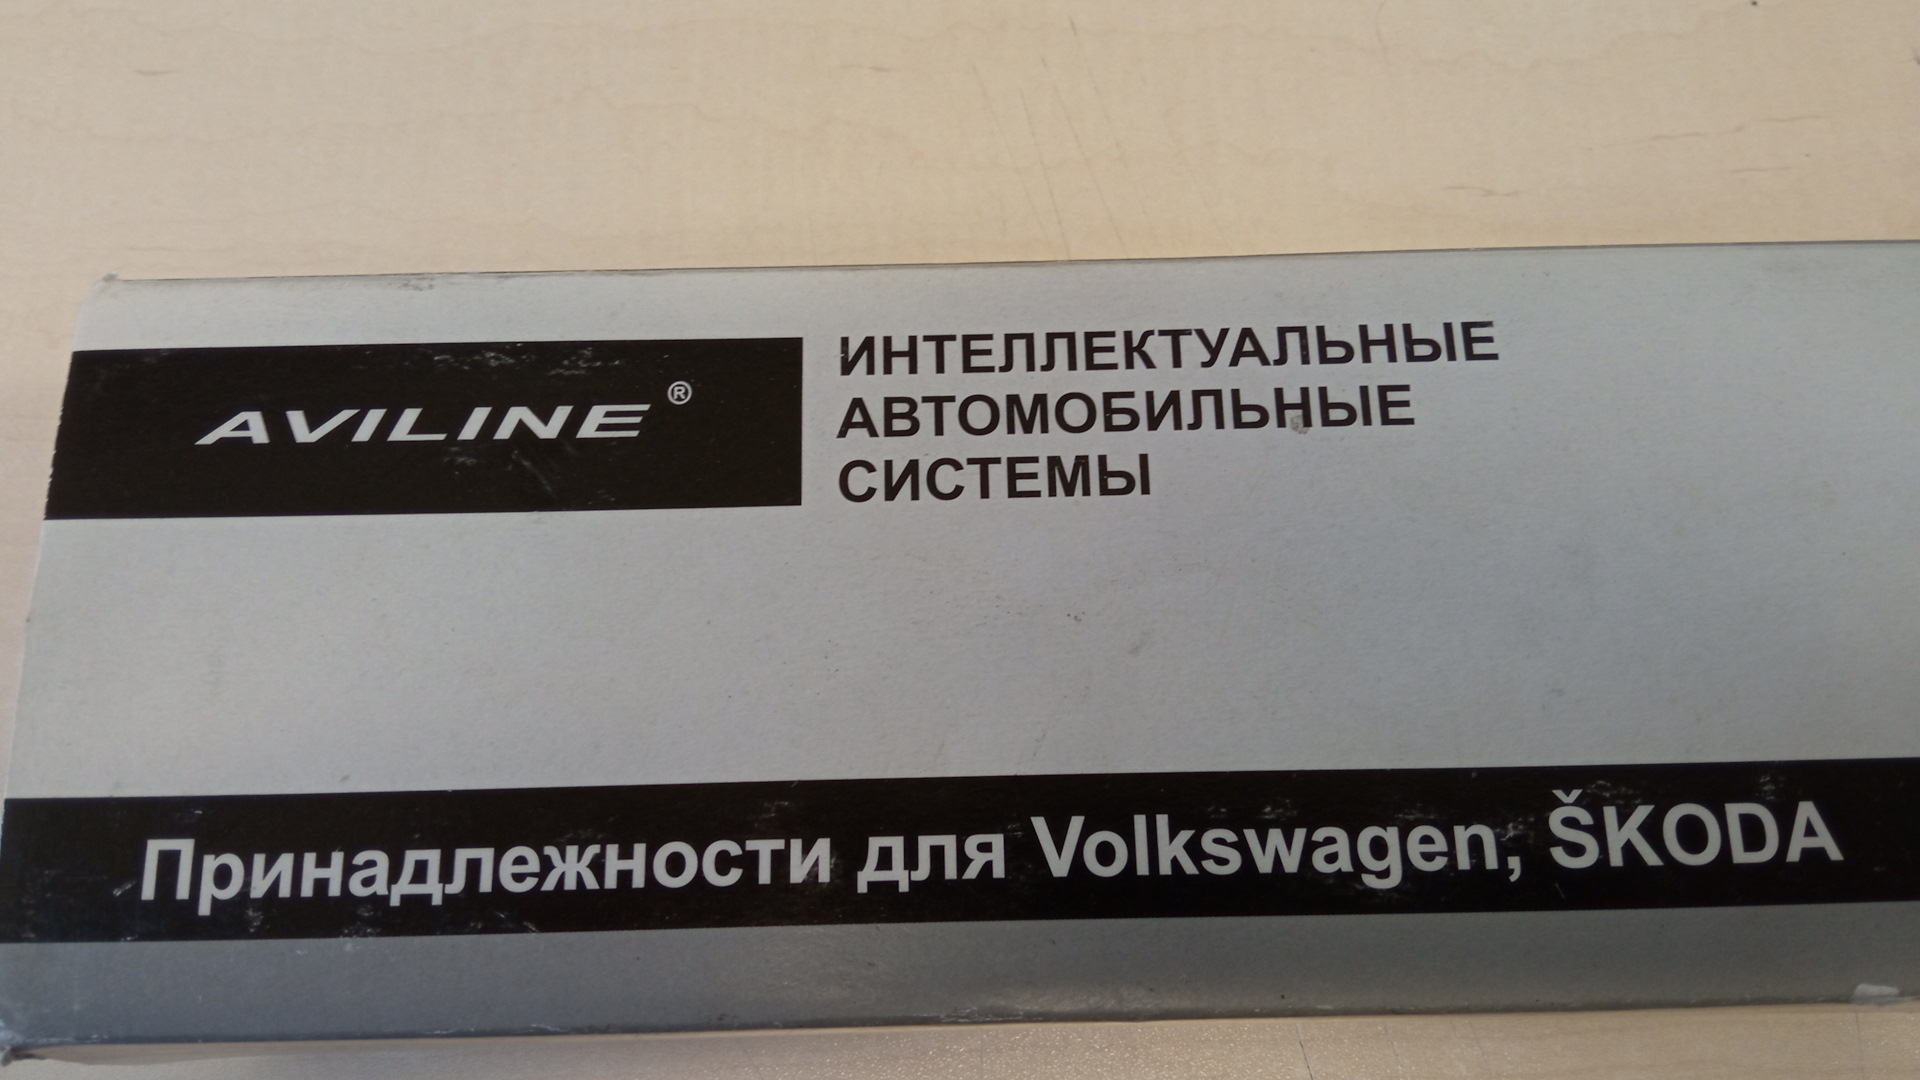 AVILINE®
ИНТЕЛЛЕКТУАЛЬНЫЕ
АВТОМОБИЛЬНЫЕ
СИСТЕМЫ
Принадлежности для Volkswagen, ŠKODA